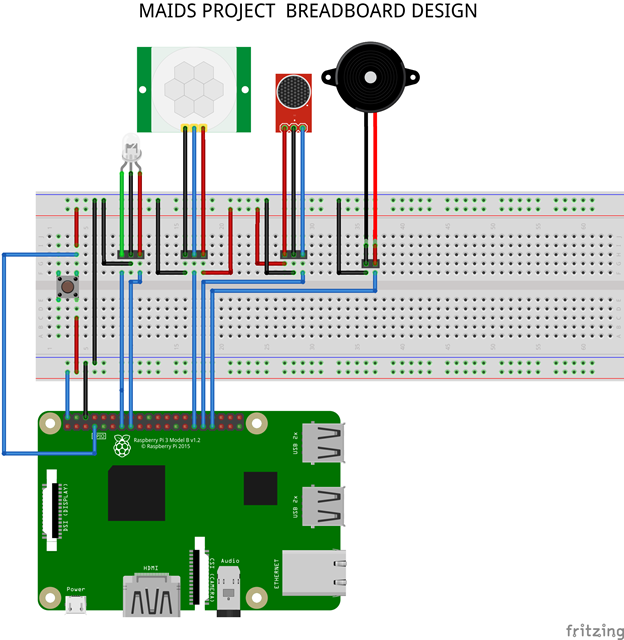 MAIDS PROJECT BREADBOARD DESIGN
GPIO
Raspberry Pi 3 Model B v1.2
© Raspberry Pi 2015
USB 2x
DSI (DISPLAY)
USB 2x
HDMI
CSI (CAMERA)
Audio
ETHERNET
Power
fritzing